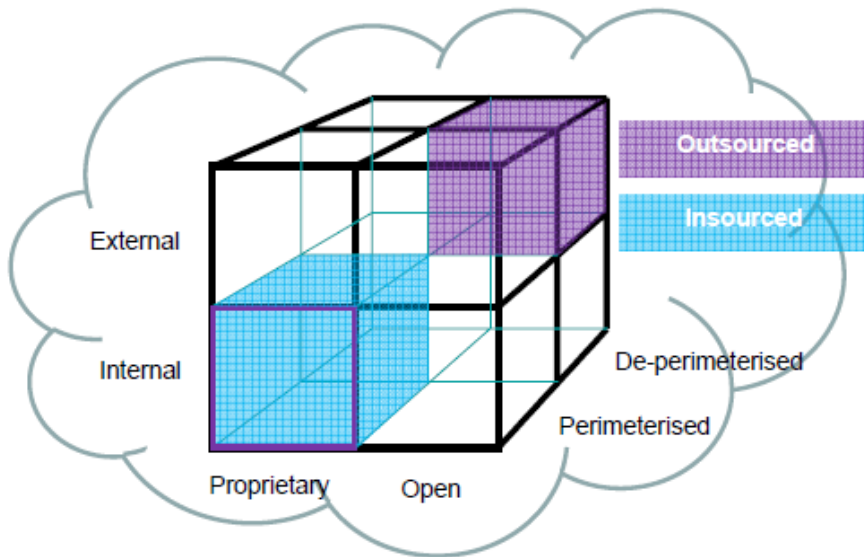 Outsourced
Insourced
External
Internal
De-perimeterised
Perimeterised
Proprietary
Open